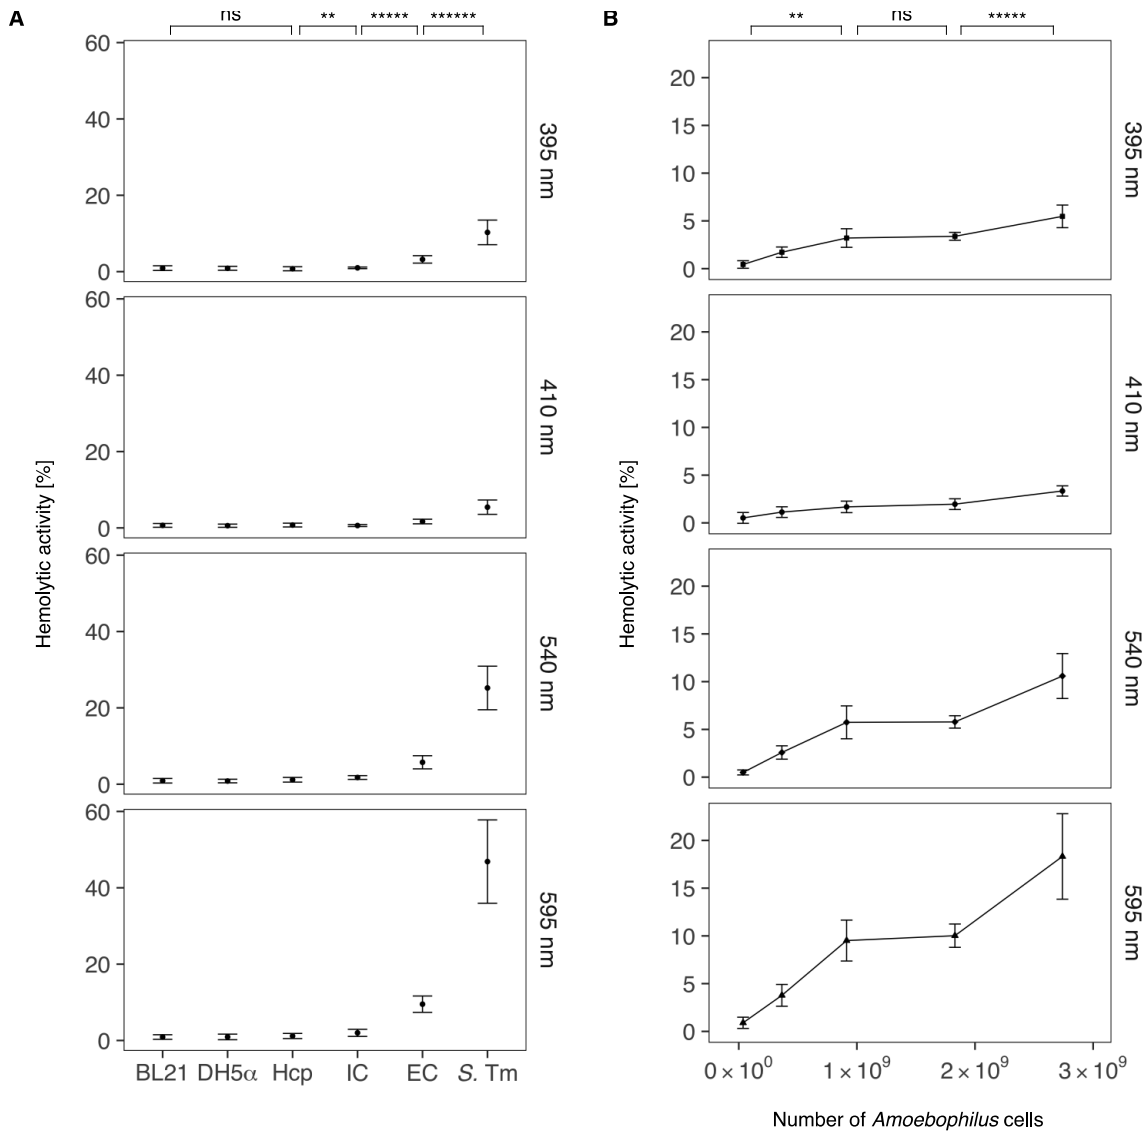 A
ns ** ***** ******
60
40
20
0
395 nm
60
40
20
0
410 nm
60
40
20
0
540 nm
60
40
20
0
595 nm
Hemolytic activity [%]
BL21 DH5α Hcp IC EC S. Tm
B
** ns *****
20
15
10
5
0
395 nm
20
15
10
5
0
410 nm
20
15
10
5
0
540 nm
20
15
10
5
0
595 nm
Hemolytic activity [%]
0 × 10⁰ 1 × 10⁹ 2 × 10⁹ 3 × 10⁹
Number of Amoebophilus cells